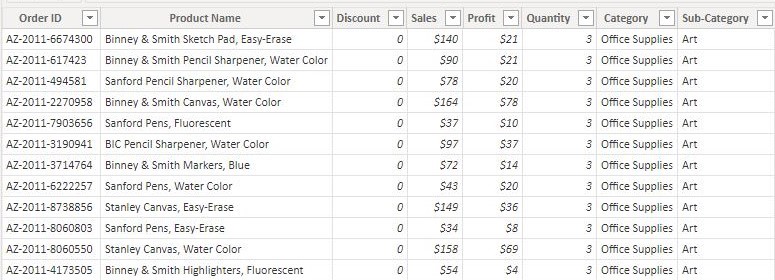 Order ID Product Name Discount Sales Profit Quantity Category Sub-Category
AZ-2011-6674300 Binney & Smith Sketch Pad, Easy-Erase 0 $140 $21 3 Office Supplies Art
AZ-2011-617423 Binney & Smith Pencil Sharpener, Water Color 0 $90 $21 3 Office Supplies Art
AZ-2011-494581 Sanford Pencil Sharpener, Water Color 0 $78 $20 3 Office Supplies Art
AZ-2011-2270958 Binney & Smith Canvas, Water Color 0 $164 $78 3 Office Supplies Art
AZ-2011-7903656 Sanford Pens, Fluorescent 0 $37 $10 3 Office Supplies Art
AZ-2011-3190941 BIC Pencil Sharpener, Water Color 0 $97 $37 3 Office Supplies Art
AZ-2011-3714764 Binney & Smith Markers, Blue 0 $72 $14 3 Office Supplies Art
AZ-2011-6222257 Sanford Pens, Water Color 0 $43 $20 3 Office Supplies Art
AZ-2011-8738856 Stanley Canvas, Easy-Erase 0 $149 $36 3 Office Supplies Art
AZ-2011-8060803 Sanford Pens, Easy-Erase 0 $34 $8 3 Office Supplies Art
AZ-2011-8060550 Stanley Canvas, Water Color 0 $158 $69 3 Office Supplies Art
AZ-2011-4173505 Binney & Smith Highlighters, Fluorescent 0 $54 $4 3 Office Supplies Art